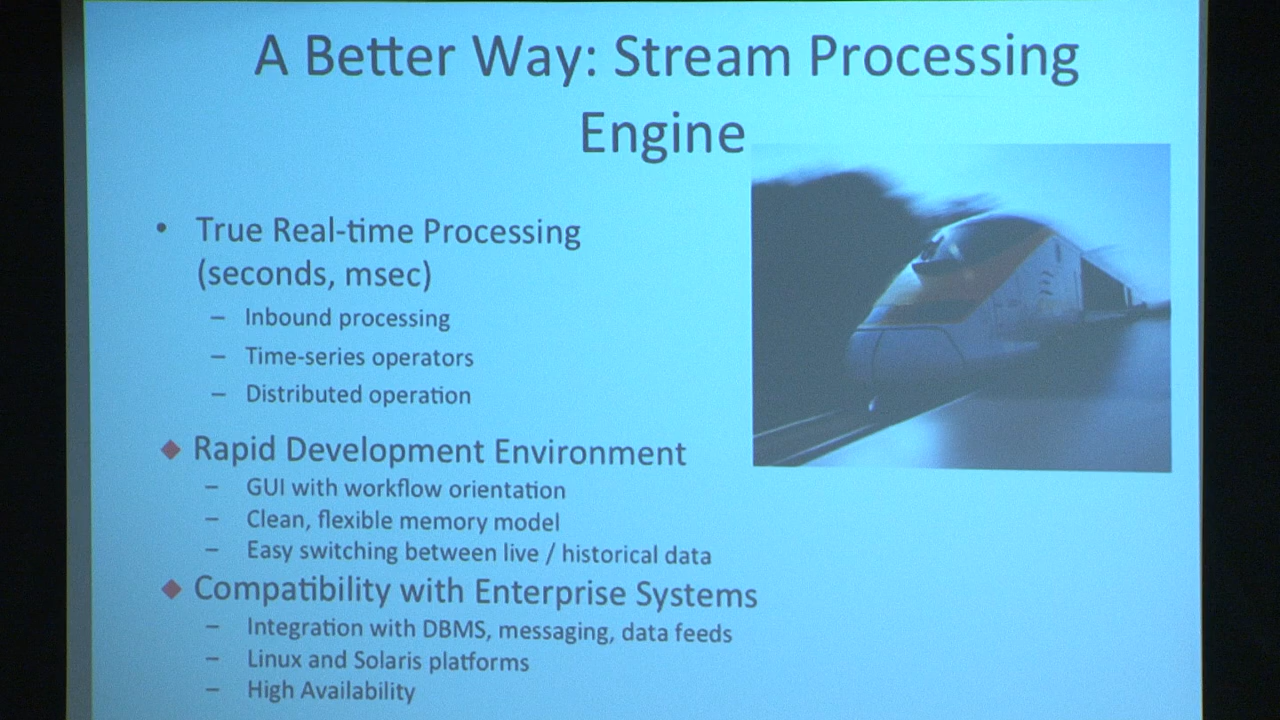 A Better Way: Stream Processing
Engine
• True Real-time Processing
(seconds, msec)
– Inbound processing
– Time-series operators
– Distributed operation
◆ Rapid Development Environment
– GUI with workflow orientation
– Clean, flexible memory model
– Easy switching between live / historical data
◆ Compatibility with Enterprise Systems
– Integration with DBMS, messaging, data feeds
– Linux and Solaris platforms
– High Availability